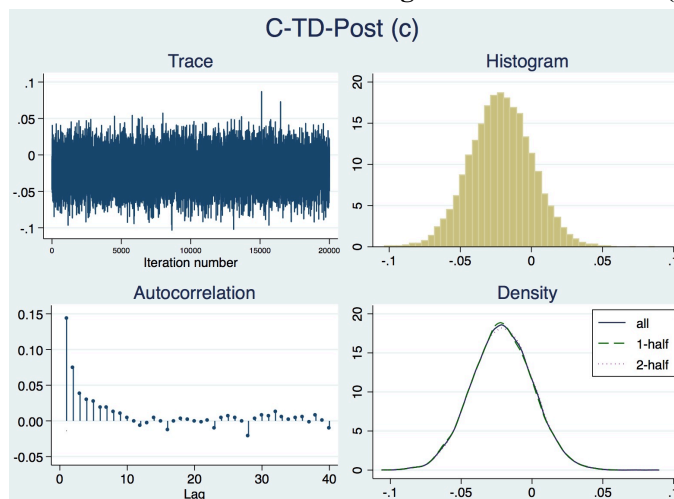 C-TD-Post (c)
Trace
.1
.05
0
-.05
-.1
0 5000 10000 15000 20000
Iteration number
Histogram
20
15
10
5
0
-.1 -.05 0 .05 .1
Autocorrelation
0.15
0.10
0.05
0.00
-0.05
0 10 20 30 40
Lag
Density
20
15
10
5
0
all
1-half
2-half
-.1 -.05 0 .05 .1